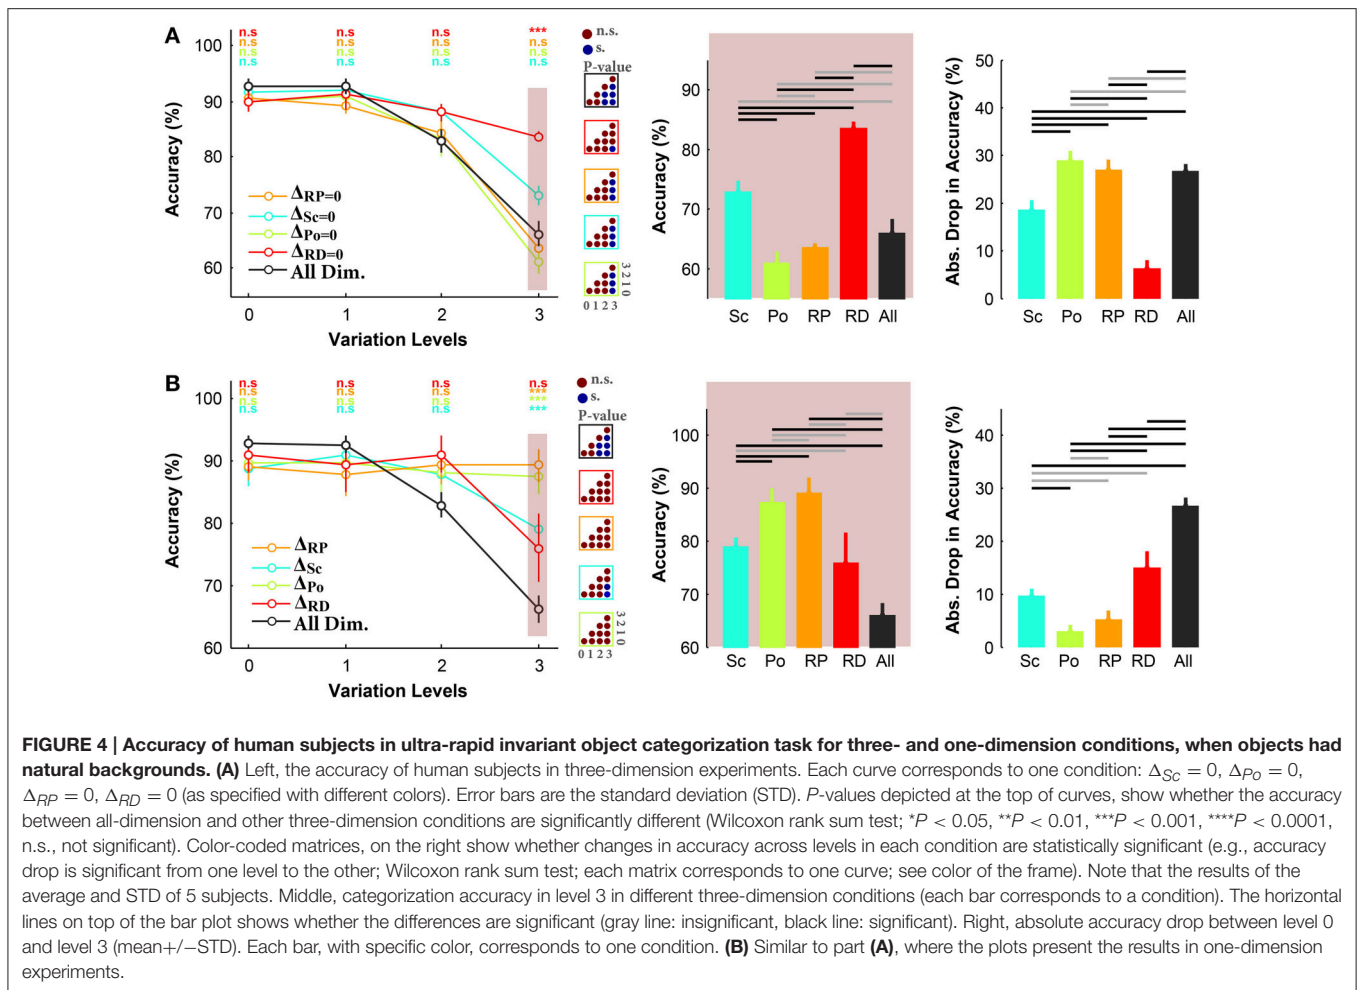 A
n.s n.s n.s ***
n.s n.s n.s n.s
n.s n.s n.s n.s
n.s n.s n.s n.s
100
90
80
70
60
Accuracy (%)
0 1 2 3
Variation Levels
ΔRP=0
ΔSc=0
ΔPo=0
ΔRD=0
All Dim.
n.s.
s.
P-value
3 2 1 0
0 1 2 3
90
80
70
60
Accuracy (%)
Sc Po RP RD All
50
40
30
20
10
0
Abs. Drop in Accuracy (%)
Sc Po RP RD All
B
n.s n.s n.s n.s
n.s n.s n.s ***
n.s n.s n.s ***
n.s n.s n.s ***
100
90
80
70
60
Accuracy (%)
0 1 2 3
Variation Levels
ΔRP
ΔSc
ΔPo
ΔRD
All Dim.
n.s.
s.
P-value
3 2 1 0
0 1 2 3
100
90
80
70
60
Accuracy (%)
Sc Po RP RD All
40
30
20
10
0
Abs. Drop in Accuracy (%)
Sc Po RP RD All
FIGURE 4 | Accuracy of human subjects in ultra-rapid invariant object categorization task for three- and one-dimension conditions, when objects had
natural backgrounds. (A) Left, the accuracy of human subjects in three-dimension experiments. Each curve corresponds to one condition: ΔSc = 0, ΔPo = 0,
ΔRP = 0, ΔRD = 0 (as specified with different colors). Error bars are the standard deviation (STD). P-values depicted at the top of curves, show whether the accuracy
between all-dimension and other three-dimension conditions are significantly different (Wilcoxon rank sum test; *P < 0.05, **P < 0.01, ***P < 0.001, ****P < 0.0001,
n.s., not significant). Color-coded matrices, on the right show whether changes in accuracy across levels in each condition are statistically significant (e.g., accuracy
drop is significant from one level to the other; Wilcoxon rank sum test; each matrix corresponds to one curve; see color of the frame). Note that the results of the
average and STD of 5 subjects. Middle, categorization accuracy in level 3 in different three-dimension conditions (each bar corresponds to a condition). The horizontal
lines on top of the bar plot shows whether the differences are significant (gray line: insignificant, black line: significant). Right, absolute accuracy drop between level 0
and level 3 (mean+/−STD). Each bar, with specific color, corresponds to one condition. (B) Similar to part (A), where the plots present the results in one-dimension
experiments.